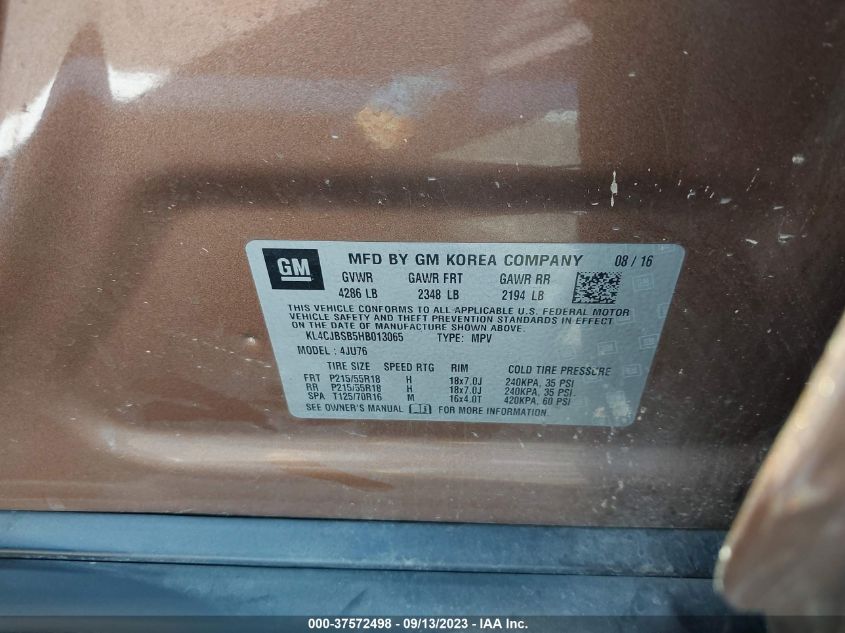 GM
MFD BY GM KOREA COMPANY 08 / 16
GVWR GAWR FRT GAWR RR
4286 LB 2348 LB 2194 LB
THIS VEHICLE CONFORMS TO ALL APPLICABLE U.S. FEDERAL MOTOR
VEHICLE SAFETY AND THEFT PREVENTION STANDARDS IN EFFECT
ON THE DATE OF MANUFACTURE SHOWN ABOVE.
KL4CJBSB5HB013065 TYPE: MPV
MODEL : 4JU76
TIRE SIZE SPEED RTG RIM COLD TIRE PRESSURE
FRT P215/55R18 H 18x7.0J 240KPA, 35 PSI
RR P215/55R18 H 18x7.0J 240KPA, 35 PSI
SPA T125/70R16 M 16x4.0T 420KPA, 60 PSI
SEE OWNER'S MANUAL FOR MORE INFORMATION.
000-37572498 - 09/13/2023 - 4711 - IAA Inc.